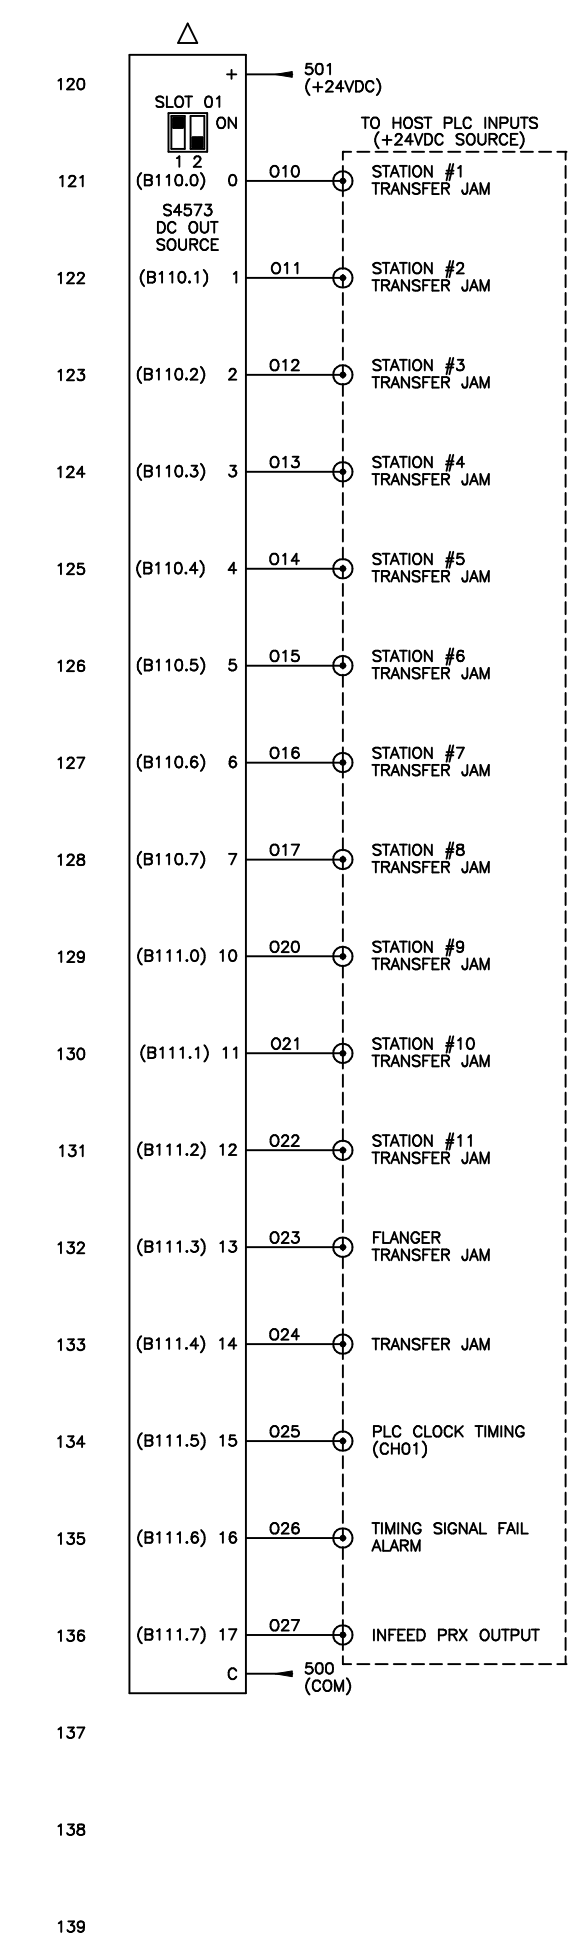 120
+
501
(+24VDC)
SLOT 01
ON
1 2
TO HOST PLC INPUTS
(+24VDC SOURCE)
121
(B110.0) 0
010
STATION #1
TRANSFER JAM
S4573
DC OUT
SOURCE
122
(B110.1) 1
011
STATION #2
TRANSFER JAM
123
(B110.2) 2
012
STATION #3
TRANSFER JAM
124
(B110.3) 3
013
STATION #4
TRANSFER JAM
125
(B110.4) 4
014
STATION #5
TRANSFER JAM
126
(B110.5) 5
015
STATION #6
TRANSFER JAM
127
(B110.6) 6
016
STATION #7
TRANSFER JAM
128
(B110.7) 7
017
STATION #8
TRANSFER JAM
129
(B111.0) 10
020
STATION #9
TRANSFER JAM
130
(B111.1) 11
021
STATION #10
TRANSFER JAM
131
(B111.2) 12
022
STATION #11
TRANSFER JAM
132
(B111.3) 13
023
FLANGER
TRANSFER JAM
133
(B111.4) 14
024
TRANSFER JAM
134
(B111.5) 15
025
PLC CLOCK TIMING
(CH01)
135
(B111.6) 16
026
TIMING SIGNAL FAIL
ALARM
136
(B111.7) 17
027
INFEED PRX OUTPUT
C
500
(COM)
137
138
139